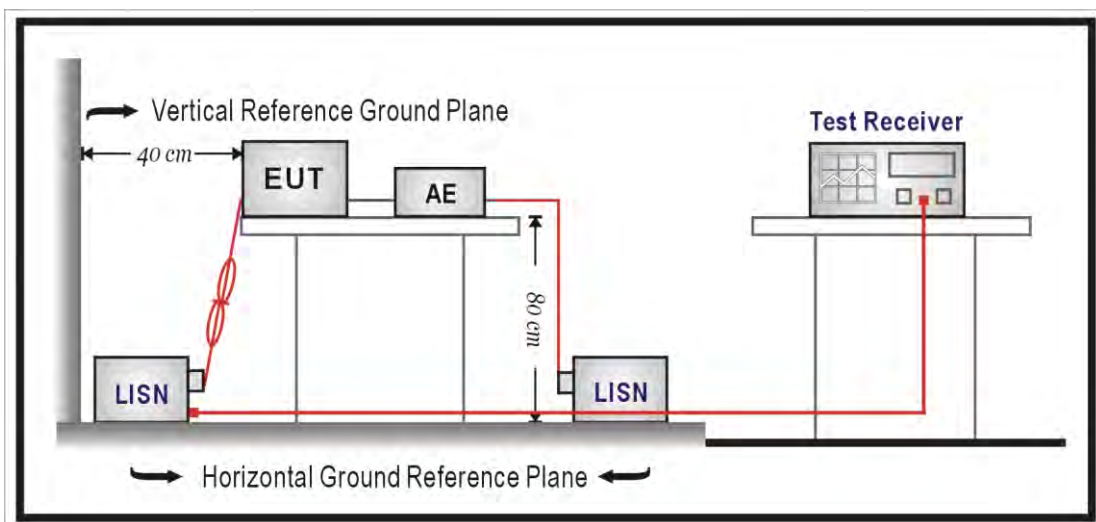 Vertical Reference Ground Plane
Test Receiver
40 cm
EUT
AE
80 cm
LISN
LISN
Horizontal Ground Reference Plane